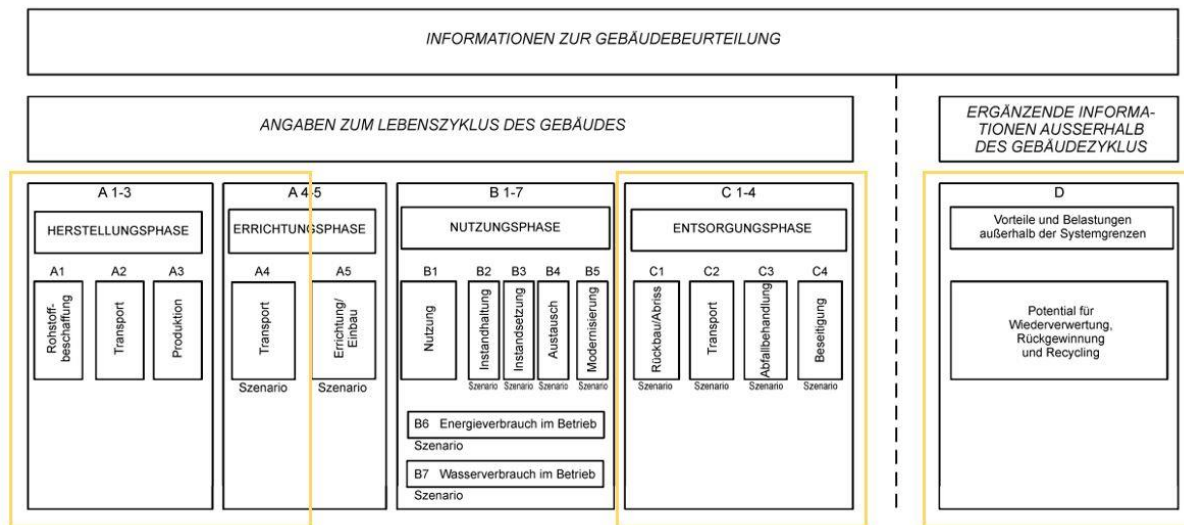 INFORMATIONEN ZUR GEBÄUDEBEURTEILUNG
ANGABEN ZUM LEBENSZYKLUS DES GEBÄUDES
ERGÄNZENDE INFORMA-
TIONEN AUSSERHALB
DES GEBÄUDEZYKLUS
A 1-3
HERSTELLUNGSPHASE
A1
Rohstoff-
beschaffung
A2
Transport
A3
Produktion
A 4-5
ERRICHTUNGSPHASE
A4
Transport
Szenario
A5
Errichtung/
Einbau
Szenario
B 1-7
NUTZUNGSPHASE
B1
Nutzung
B2
Instandhaltung
Szenario
B3
Instandsetzung
Szenario
B4
Austausch
Szenario
B5
Modernisierung
Szenario
B6 Energieverbrauch im Betrieb
Szenario
B7 Wasserverbrauch im Betrieb
Szenario
C 1-4
ENTSORGUNGSPHASE
C1
Rückbau/Abriss
Szenario
C2
Transport
Szenario
C3
Abfallbehandlung
Szenario
C4
Beseitigung
Szenario
D
Vorteile und Belastungen
außerhalb der Systemgrenzen
Potential für
Wiederverwertung,
Rückgewinnung
und Recycling